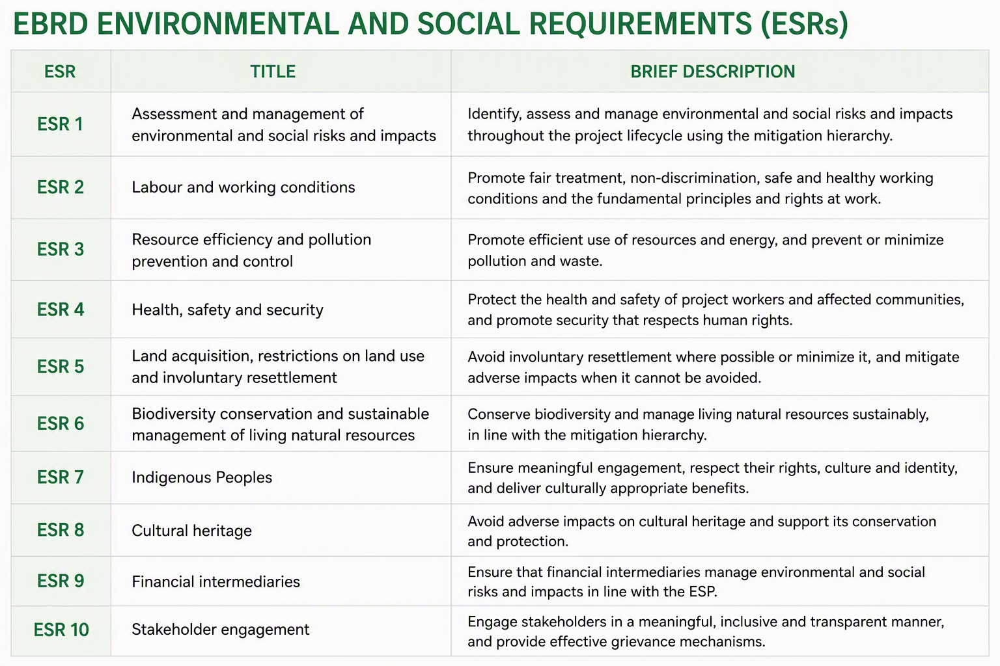 EBRD ENVIRONMENTAL AND SOCIAL REQUIREMENTS (ESRs)
ESR
TITLE
BRIEF DESCRIPTION
ESR 1
Assessment and management of
environmental and social risks and impacts
Identify, assess and manage environmental and social risks and impacts
throughout the project lifecycle using the mitigation hierarchy.
ESR 2
Labour and working conditions
Promote fair treatment, non-discrimination, safe and healthy working
conditions and the fundamental principles and rights at work.
ESR 3
Resource efficiency and pollution
prevention and control
Promote efficient use of resources and energy, and prevent or minimize
pollution and waste.
ESR 4
Health, safety and security
Protect the health and safety of project workers and affected communities,
and promote security that respects human rights.
ESR 5
Land acquisition, restrictions on land use
and involuntary resettlement
Avoid involuntary resettlement where possible or minimize it, and mitigate
adverse impacts when it cannot be avoided.
ESR 6
Biodiversity conservation and sustainable
management of living natural resources
Conserve biodiversity and manage living natural resources sustainably,
in line with the mitigation hierarchy.
ESR 7
Indigenous Peoples
Ensure meaningful engagement, respect their rights, culture and identity,
and deliver culturally appropriate benefits.
ESR 8
Cultural heritage
Avoid adverse impacts on cultural heritage and support its conservation
and protection.
ESR 9
Financial intermediaries
Ensure that financial intermediaries manage environmental and social
risks and impacts in line with the ESP.
ESR 10
Stakeholder engagement
Engage stakeholders in a meaningful, inclusive and transparent manner,
and provide effective grievance mechanisms.